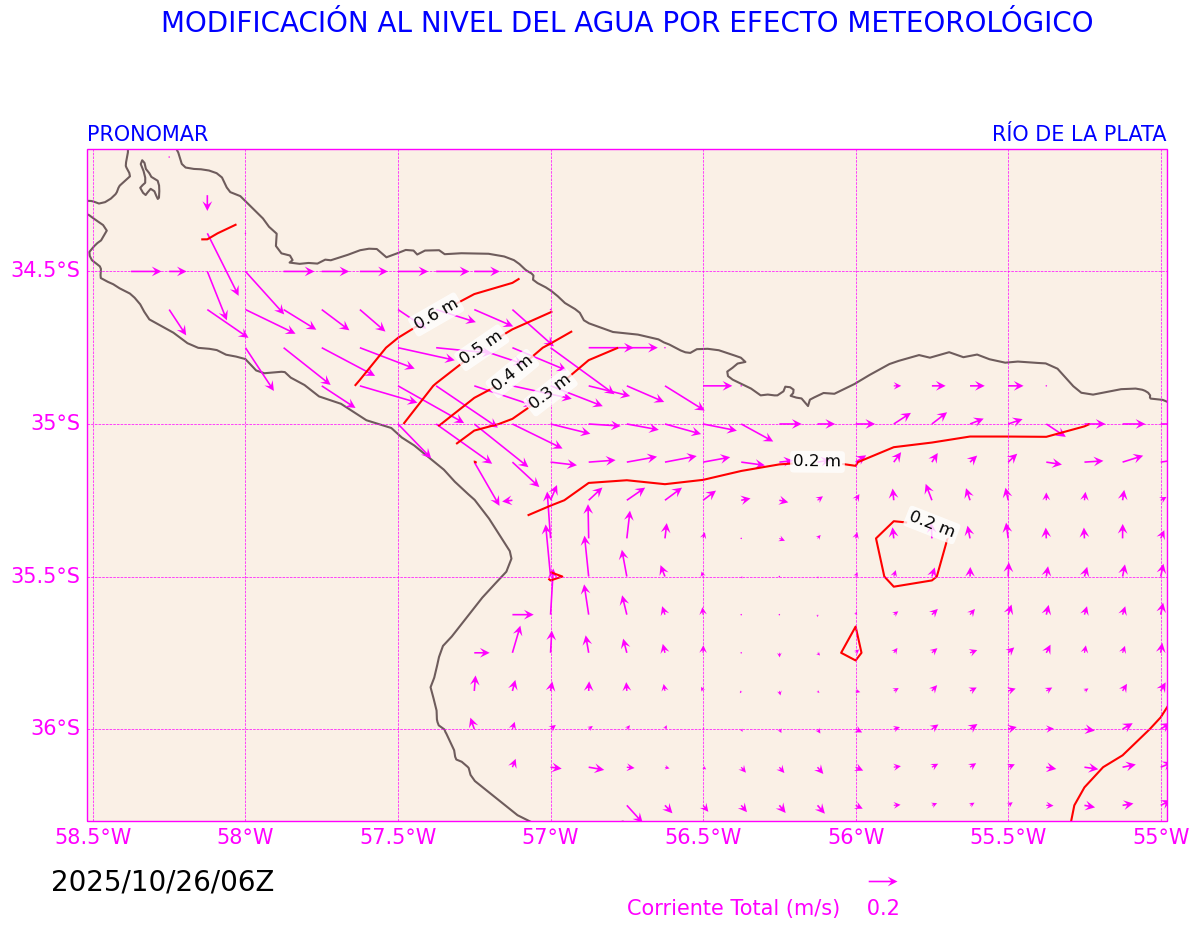 MODIFICACIÓN AL NIVEL DEL AGUA POR EFECTO METEOROLÓGICO
PRONOMAR
RÍO DE LA PLATA
34.5°S
0.6 m
0.5 m
0.4 m
0.3 m
35°S
0.2 m
0.2 m
35.5°S
36°S
58.5°W 58°W 57.5°W 57°W 56.5°W 56°W 55.5°W 55°W
2025/10/26/06Z
Corriente Total (m/s) 0.2